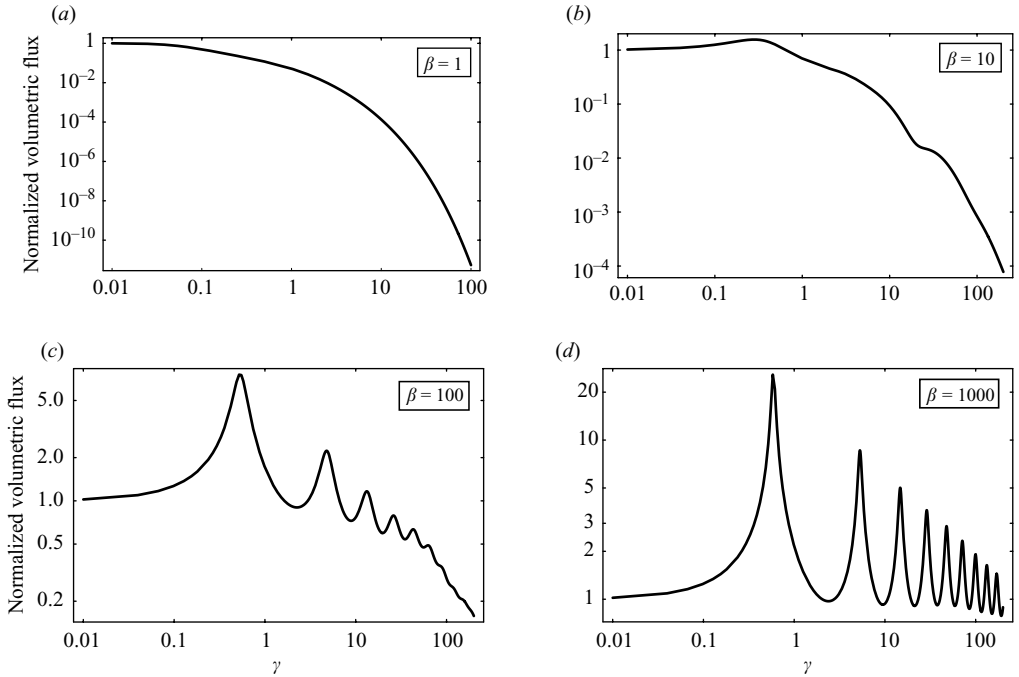 (a)
Normalized volumetric flux
1
10⁻²
10⁻⁴
10⁻⁶
10⁻⁸
10⁻¹⁰
β = 1
0.01 0.1 1 10 100
(b)
1
10⁻¹
10⁻²
10⁻³
10⁻⁴
β = 10
0.01 0.1 1 10 100
(c)
Normalized volumetric flux
5.0
2.0
1.0
0.5
0.2
β = 100
0.01 0.1 1 10 100
γ
(d)
20
10
5
3
2
1
β = 1000
0.01 0.1 1 10 100
γ